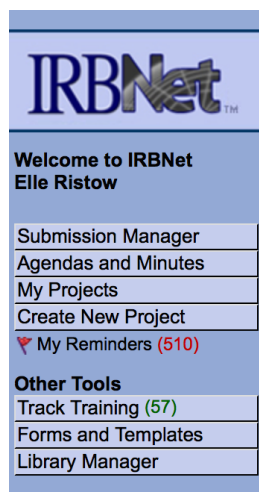 IRBNet™
Welcome to IRBNet
Elle Ristow
Submission Manager
Agendas and Minutes
My Projects
Create New Project
My Reminders (510)
Other Tools
Track Training (57)
Forms and Templates
Library Manager